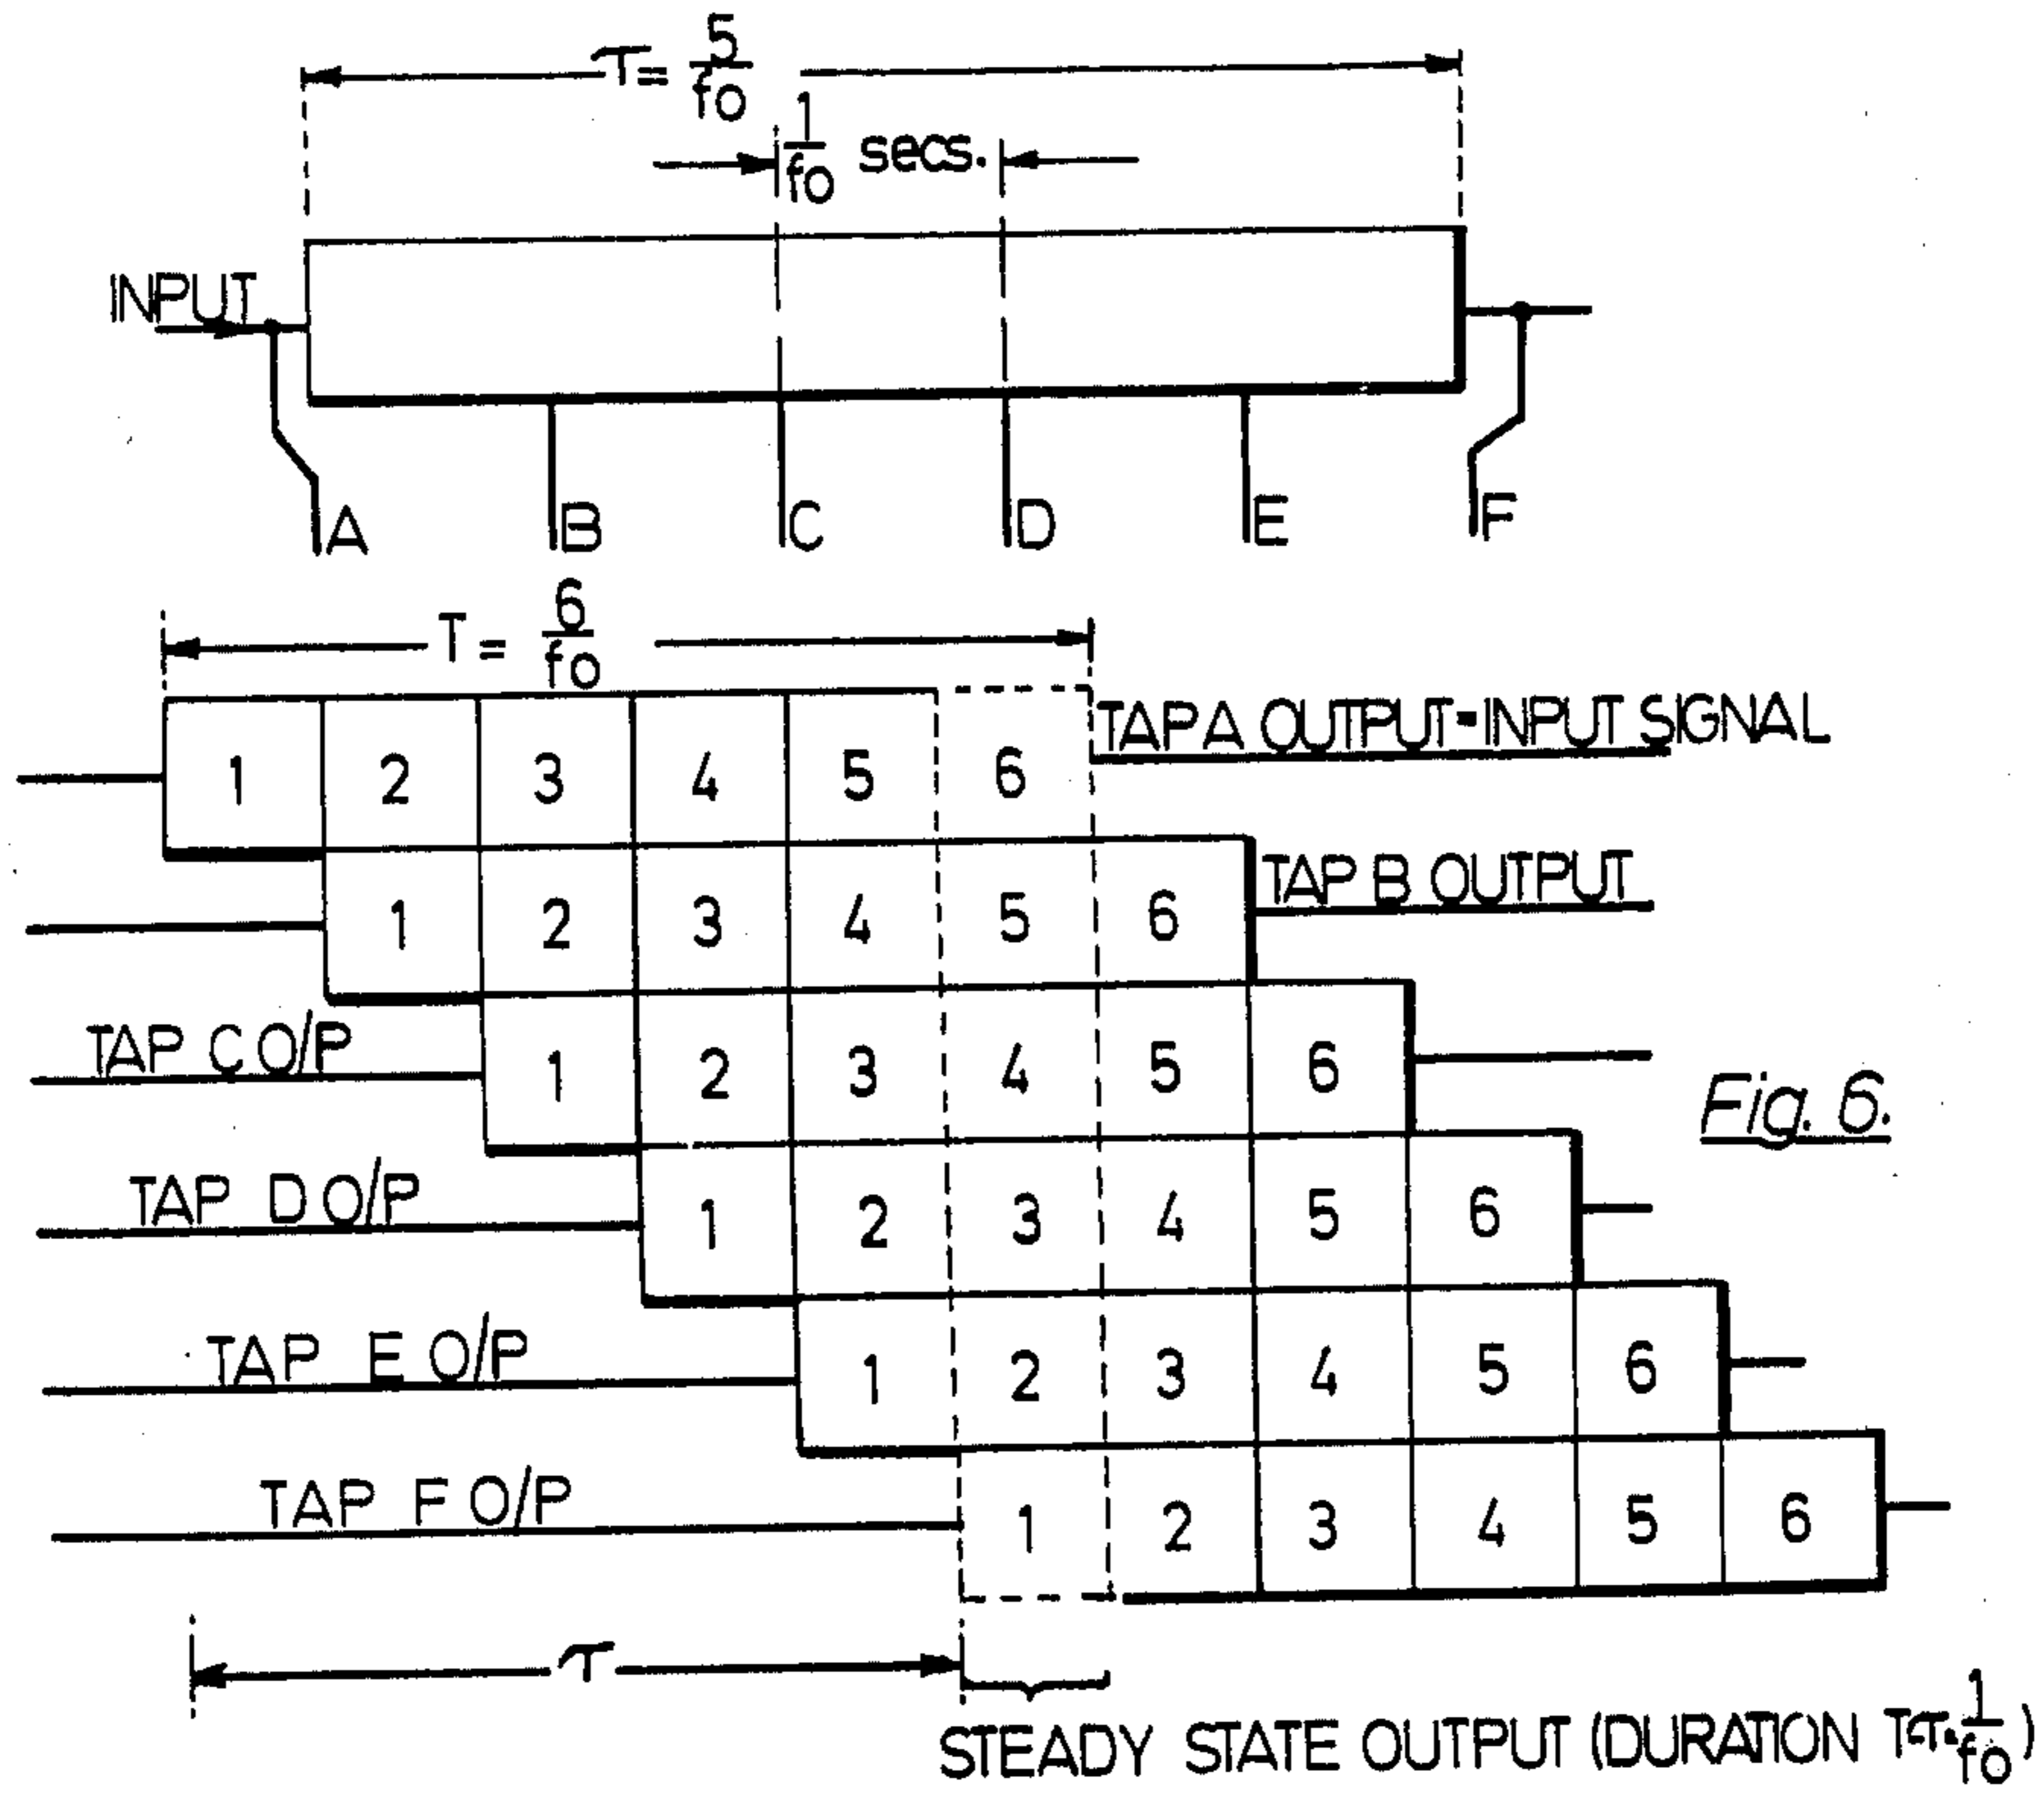 τ = 5/fo
1/fo secs.
INPUT
A B C D E F
T = 6/fo
1 2 3 4 5 6 TAP A OUTPUT=INPUT SIGNAL
1 2 3 4 5 6 TAP B OUTPUT
TAP C O/P 1 2 3 4 5 6
Fig. 6.
TAP D O/P 1 2 3 4 5 6
TAP E O/P 1 2 3 4 5 6
TAP F O/P 1 2 3 4 5 6
τ
STEADY STATE OUTPUT (DURATION T-τ=1/fo)